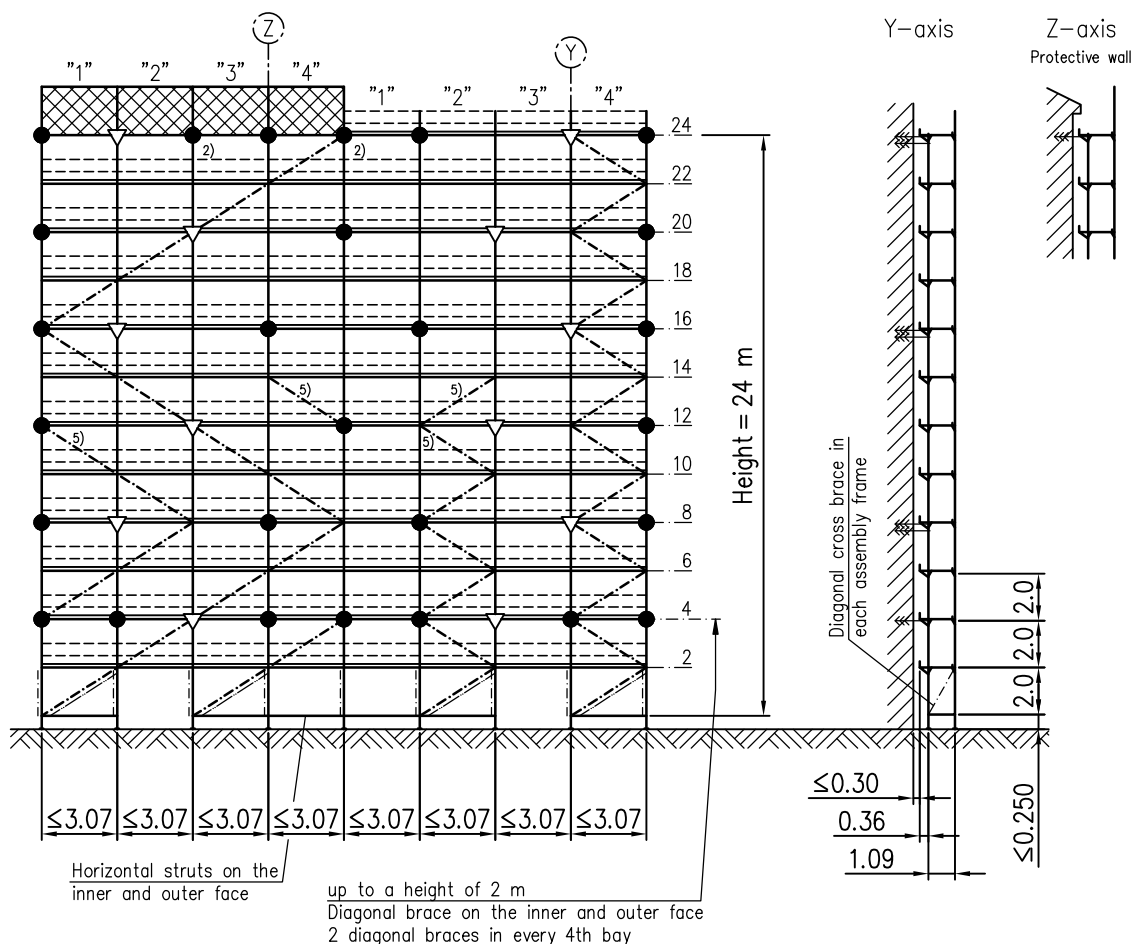 Z
Y
Y-axis
Z-axis
Protective wall
"1" "2" "3" "4"
"1" "2" "3" "4"
2)
2)
24
22
20
18
16
14
12
10
8
6
4
2
5)
5)
5)
5)
Height = 24 m
Diagonal cross brace in
each assembly frame
2.0
2.0
2.0
≤0.250
≤0.30
0.36
1.09
≤3.07 ≤3.07 ≤3.07 ≤3.07 ≤3.07 ≤3.07 ≤3.07 ≤3.07
Horizontal struts on the
inner and outer face
up to a height of 2 m
Diagonal brace on the inner and outer face
2 diagonal braces in every 4th bay